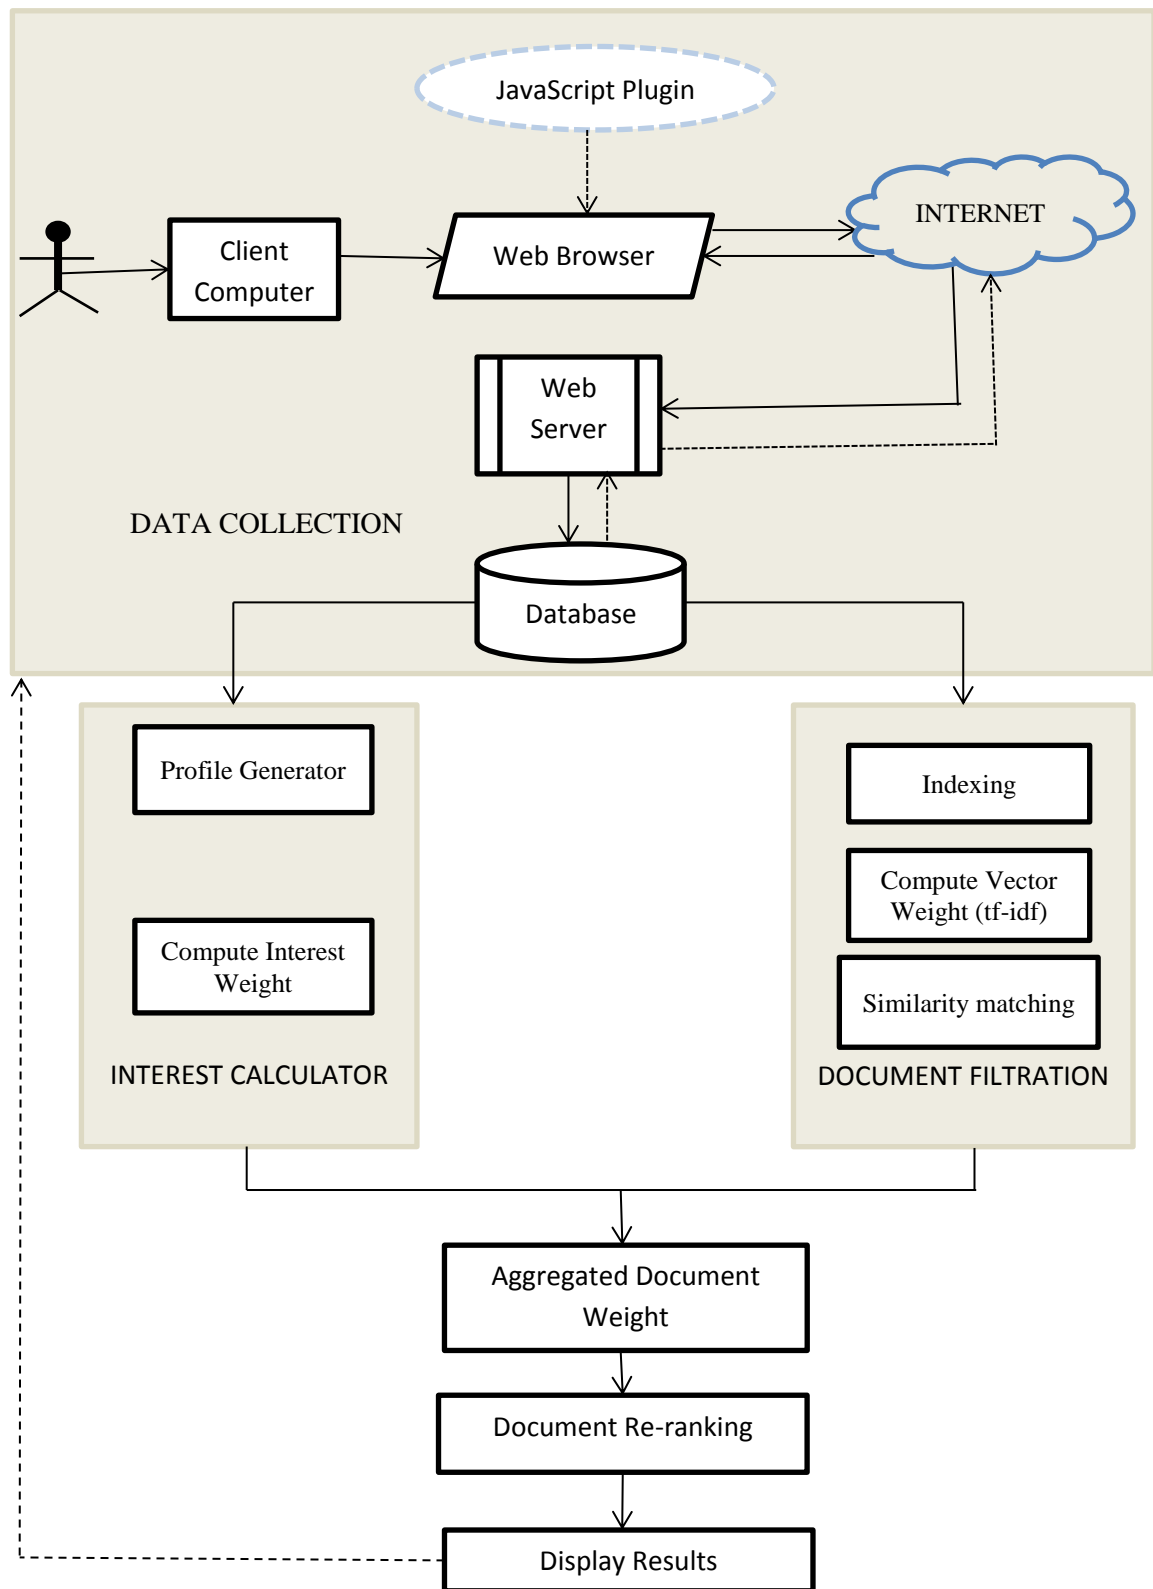 JavaScript Plugin
INTERNET
Client
Computer
Web Browser
Web
Server
DATA COLLECTION
Database
Profile Generator
Indexing
Compute Vector
Weight (tf-idf)
Compute Interest
Weight
Similarity matching
INTEREST CALCULATOR
DOCUMENT FILTRATION
Aggregated Document
Weight
Document Re-ranking
Display Results